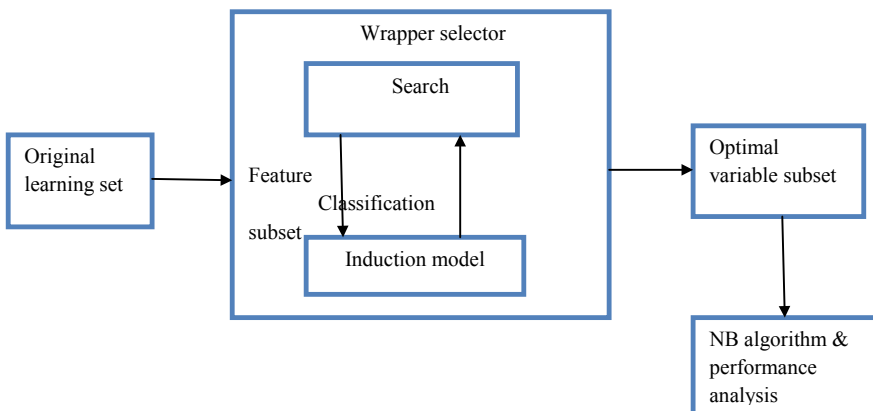 Wrapper selector
Search
Original
learning set
Feature
Classification
subset
Induction model
Optimal
variable subset
NB algorithm &
performance
analysis